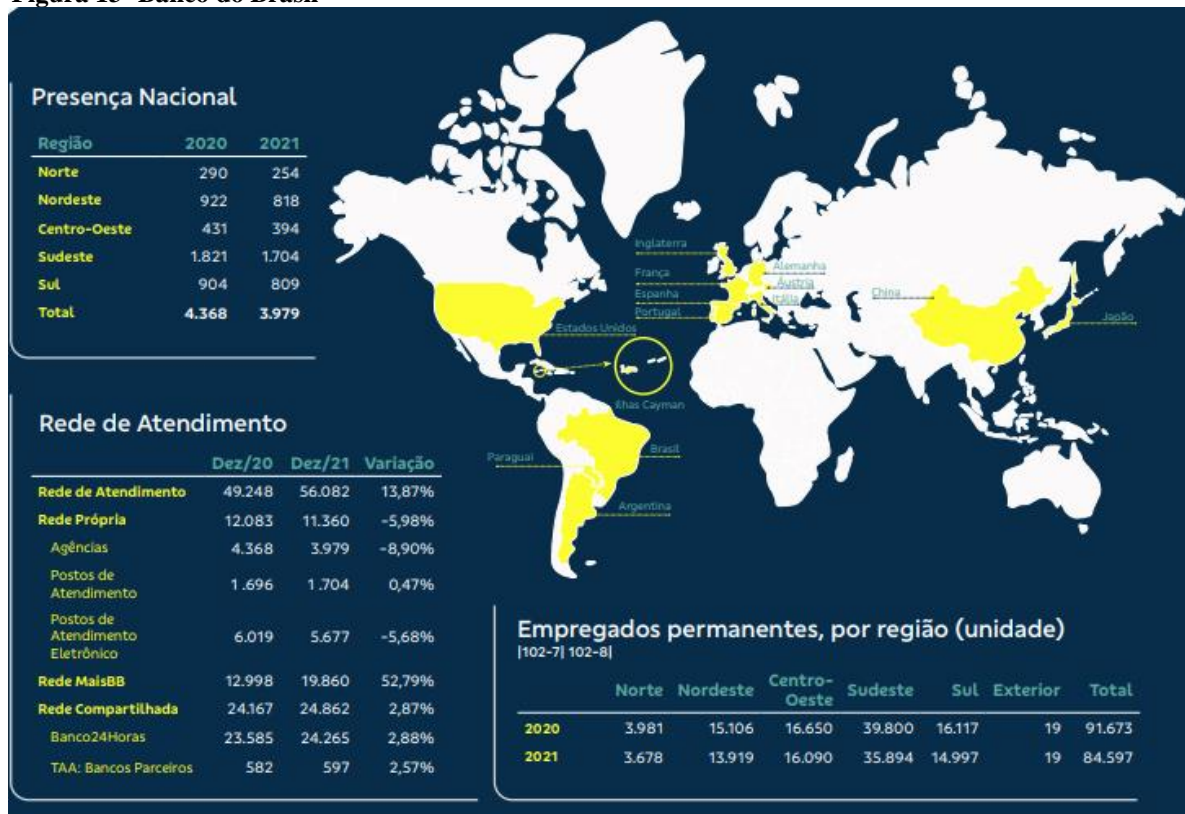 Figura 15- Banco do Brasil
Presença Nacional
Região 2020 2021
Norte 290 254
Nordeste 922 818
Centro-Oeste 431 394
Sudeste 1.821 1.704
Sul 904 809
Total 4.368 3.979
Inglaterra
França
Espanha
Portugal
Alemanha
Áustria
Itália
China
Japão
Estados Unidos
Ilhas Cayman
Paraguai
Brasil
Argentina
Rede de Atendimento
Dez/20 Dez/21 Variação
Rede de Atendimento 49.248 56.082 13,87%
Rede Própria 12.083 11.360 -5,98%
Agências 4.368 3.979 -8,90%
Postos de
Atendimento 1.696 1.704 0,47%
Postos de
Atendimento 6.019 5.677 -5,68%
Eletrônico
Rede MaisBB 12.998 19.860 52,79%
Rede Compartilhada 24.167 24.862 2,87%
Banco24Horas 23.585 24.265 2,88%
TAA: Bancos Parceiros 582 597 2,57%
Empregados permanentes, por região (unidade)
|102-7| 102-8|
Norte Nordeste Centro-Oeste Sudeste Sul Exterior Total
2020 3.981 15.106 16.650 39.800 16.117 19 91.673
2021 3.678 13.919 16.090 35.894 14.997 19 84.597